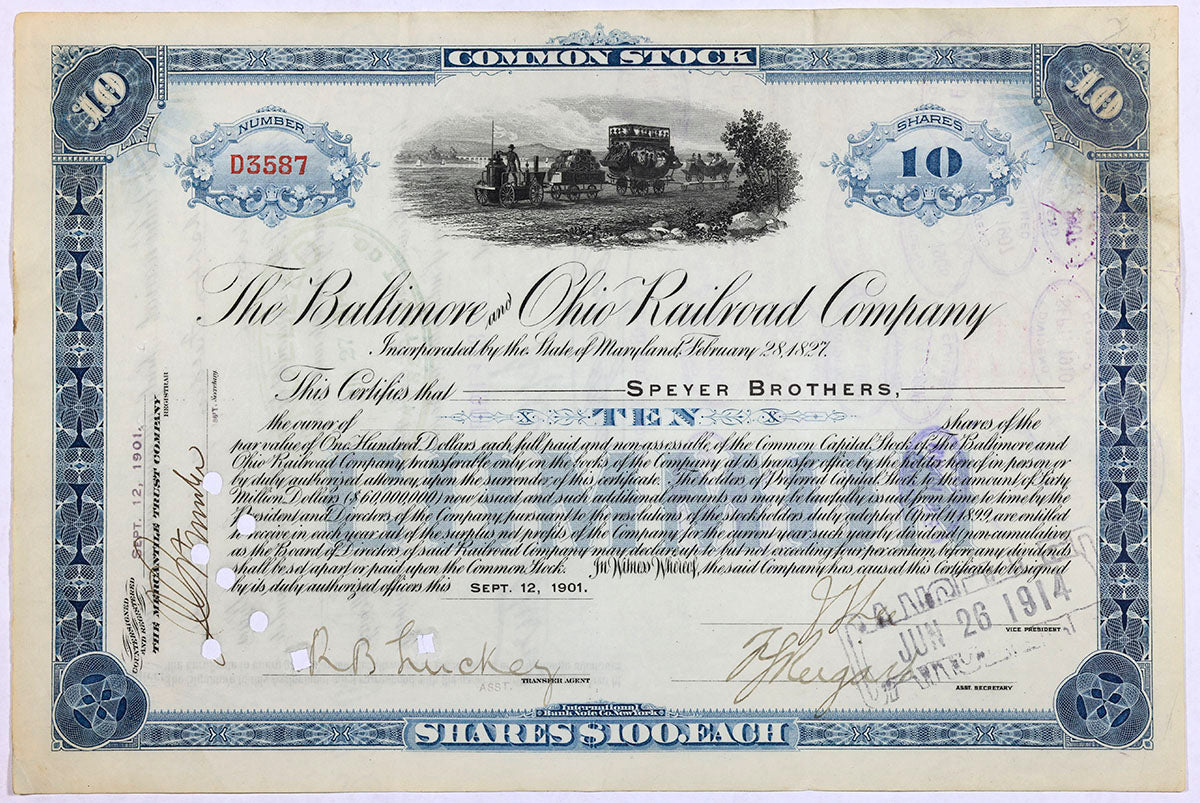 COMMON STOCK
10
10
NUMBER
D3587
SHARES
10
The Baltimore and Ohio Railroad Company
Incorporated by the State of Maryland, February 28, 1827.
This Certifies that SPEYER BROTHERS,
the owner of TEN shares of the
par value of One Hundred Dollars each, full paid and non-assessable, of the Common Capital Stock of The Baltimore and
Ohio Railroad Company, transferable only on the books of the Company at its transfer office by the holder hereof in person or
by duly authorized attorney, upon the surrender of this certificate. The holders of Preferred Capital Stock to the amount of Sixty
Million Dollars ($60,000,000) now issued and such additional amounts as may be lawfully issued from time to time by the
President and Directors of the Company, pursuant to the resolution of the stockholders duly adopted April 4, 1899, are entitled
to receive in each year out of the surplus net profits of the Company for the current year such yearly dividend (non-cumulative)
as the Board of Directors of said Railroad Company may declare up to but not exceeding four per centum, before any dividend
shall be set apart or paid upon the Common Stock. In Witness Whereof, the said Company has caused this Certificate to be signed
by its duly authorized officers this SEPT. 12, 1901.
COMMON
VICE PRESIDENT
JUN 26 1914
R B Luckey
ASST. TRANSFER AGENT
ASST. SECRETARY
COUNTERSIGNED
AND REGISTERED
SEPT. 12, 1901.
THE MERCANTILE TRUST COMPANY
REGISTRAR
ASS'T. Secretary
International
Bank Note Co. New York
SHARES $100. EACH